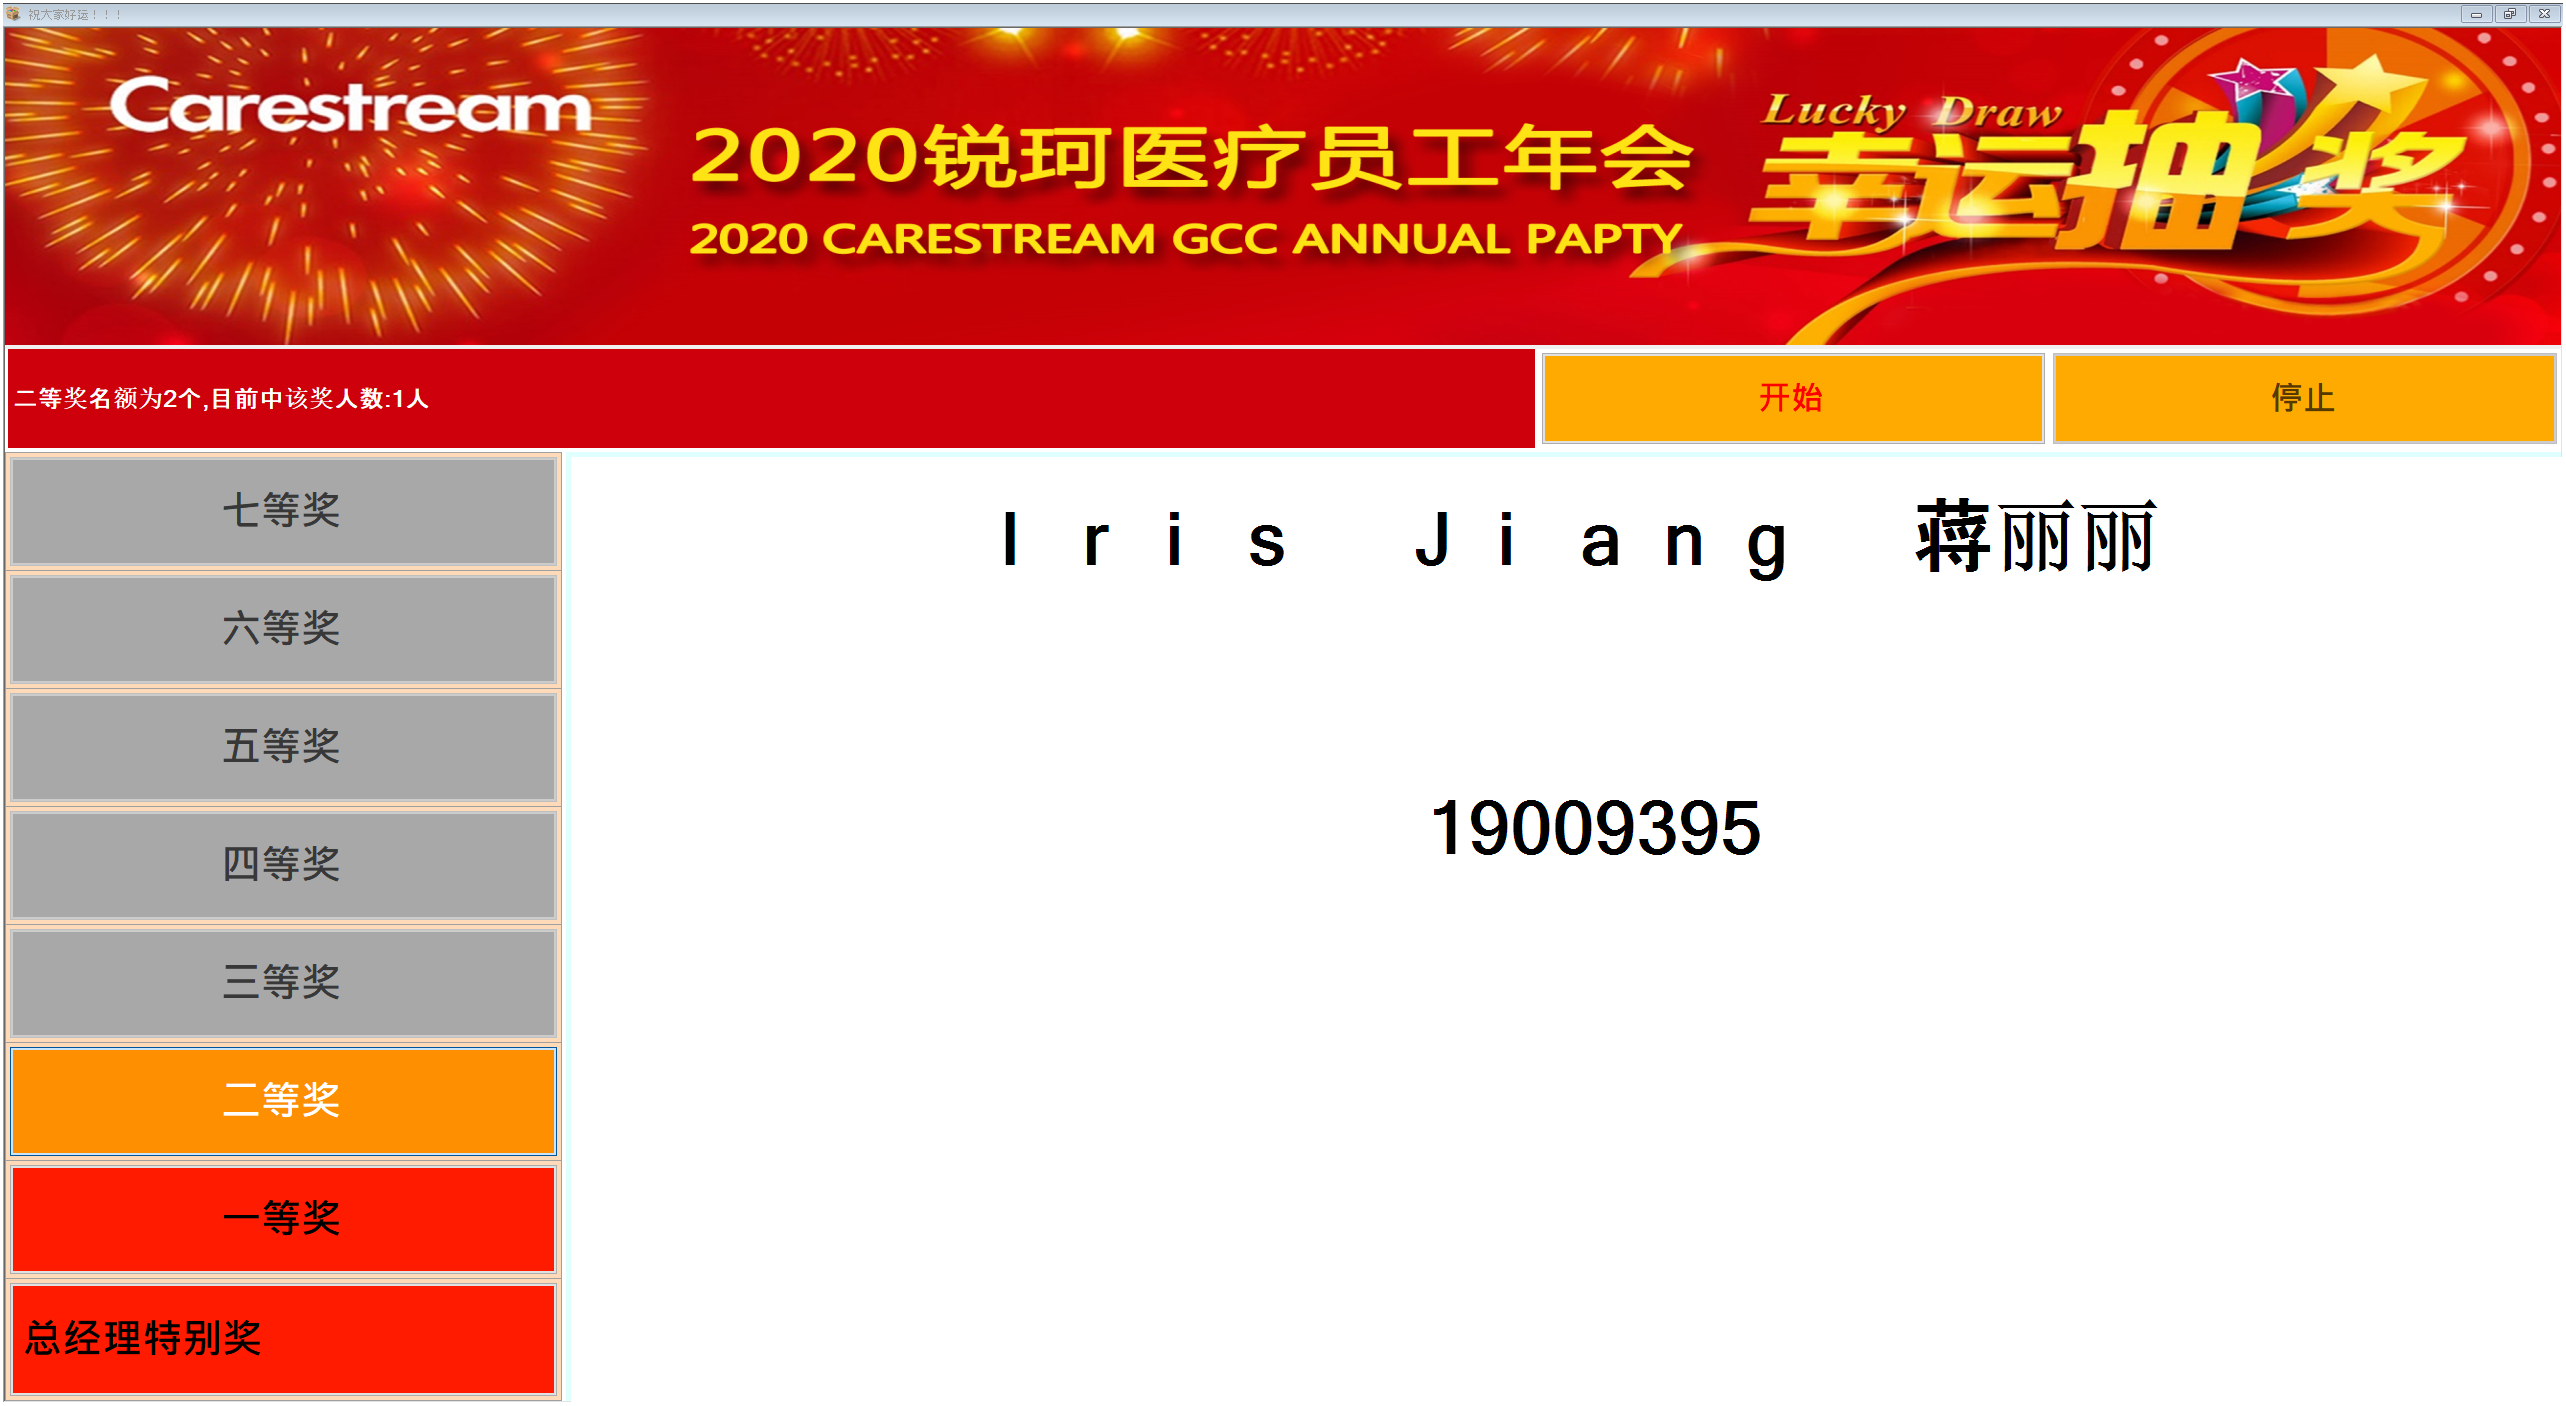 祝大家好运！！！
Carestream
2020锐珂医疗员工年会
2020 CARESTREAM GCC ANNUAL PAPTY
Lucky Draw
幸运抽奖
二等奖名额为2个,目前中该奖人数:1人
开始
停止
七等奖
六等奖
五等奖
四等奖
三等奖
二等奖
一等奖
总经理特别奖
Iris Jiang 蒋丽丽
19009395